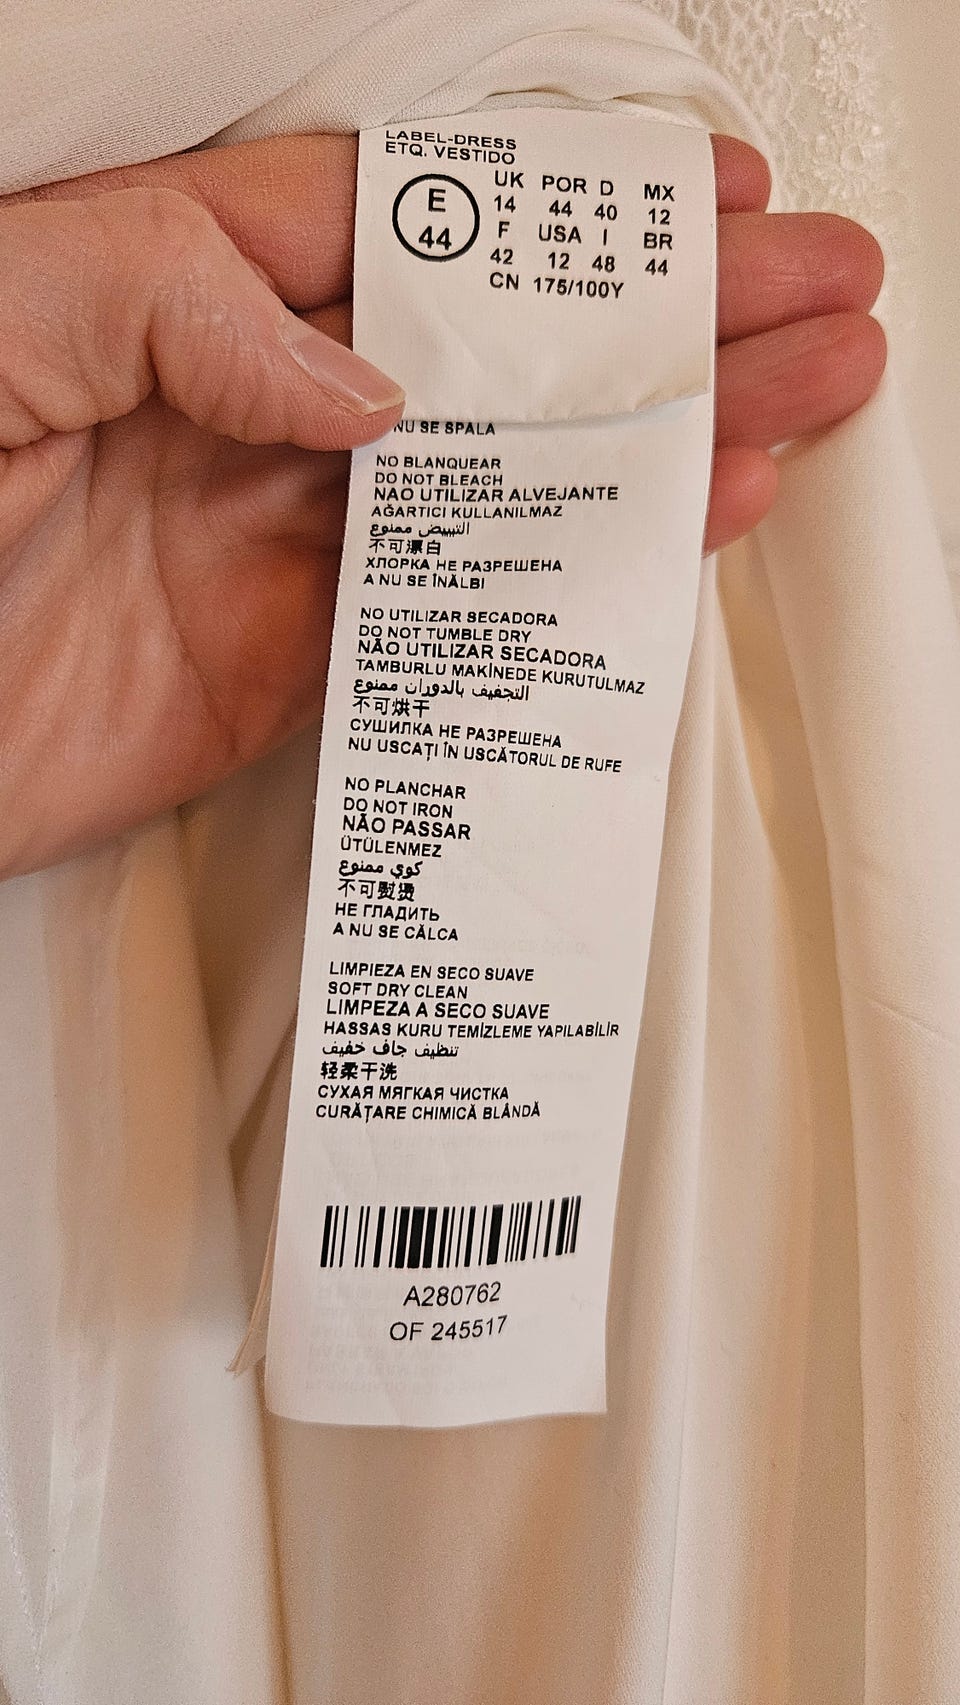 LABEL-DRESS
ETQ. VESTIDO
E
44
UK POR D MX
14 44 40 12
F USA I BR
42 12 48 44
CN 175/100Y
NU SE SPALA
NO BLANQUEAR
DO NOT BLEACH
NAO UTILIZAR ALVEJANTE
AĞARTICI KULLANILMAZ
التبييض ممنوع
不可漂白
ХЛОРКА НЕ РАЗРЕШЕНА
A NU SE ÎNĂLBI
NO UTILIZAR SECADORA
DO NOT TUMBLE DRY
NÃO UTILIZAR SECADORA
TAMBURLU MAKİNEDE KURUTULMAZ
التجفيف بالدوران ممنوع
不可烘干
СУШИЛКА НЕ РАЗРЕШЕНА
NU USCAȚI ÎN USCĂTORUL DE RUFE
NO PLANCHAR
DO NOT IRON
NÃO PASSAR
ÜTÜLENMEZ
كوي ممنوع
不可熨烫
НЕ ГЛАДИТЬ
A NU SE CĂLCA
LIMPIEZA EN SECO SUAVE
SOFT DRY CLEAN
LIMPEZA A SECO SUAVE
HASSAS KURU TEMİZLEME YAPILABİLİR
تنظيف جاف خفيف
轻柔干洗
СУХАЯ МЯГКАЯ ЧИСТКА
CURĂȚARE CHIMICĂ BLÂNDĂ
A280762
OF 245517